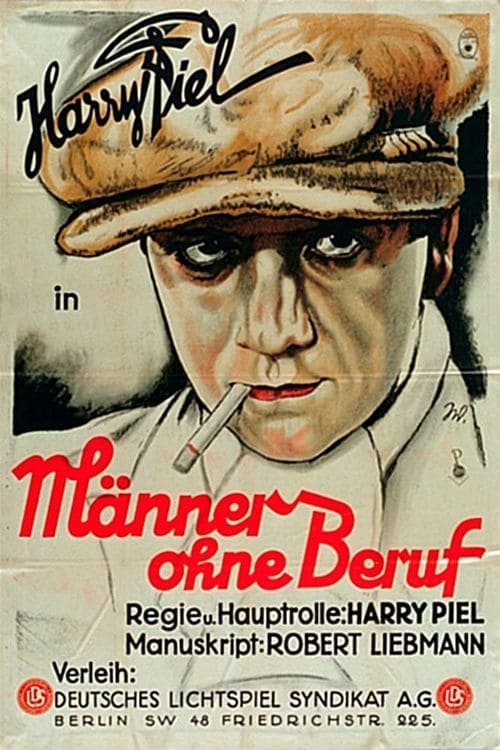 Harry Piel
in
Männer
ohne Beruf
Regie u. Hauptrolle: HARRY PIEL
Manuskript: ROBERT LIEBMANN
Verleih:
DEUTSCHES LICHTSPIEL SYNDIKAT A.G.
BERLIN SW 48 FRIEDRICHSTR. 225.